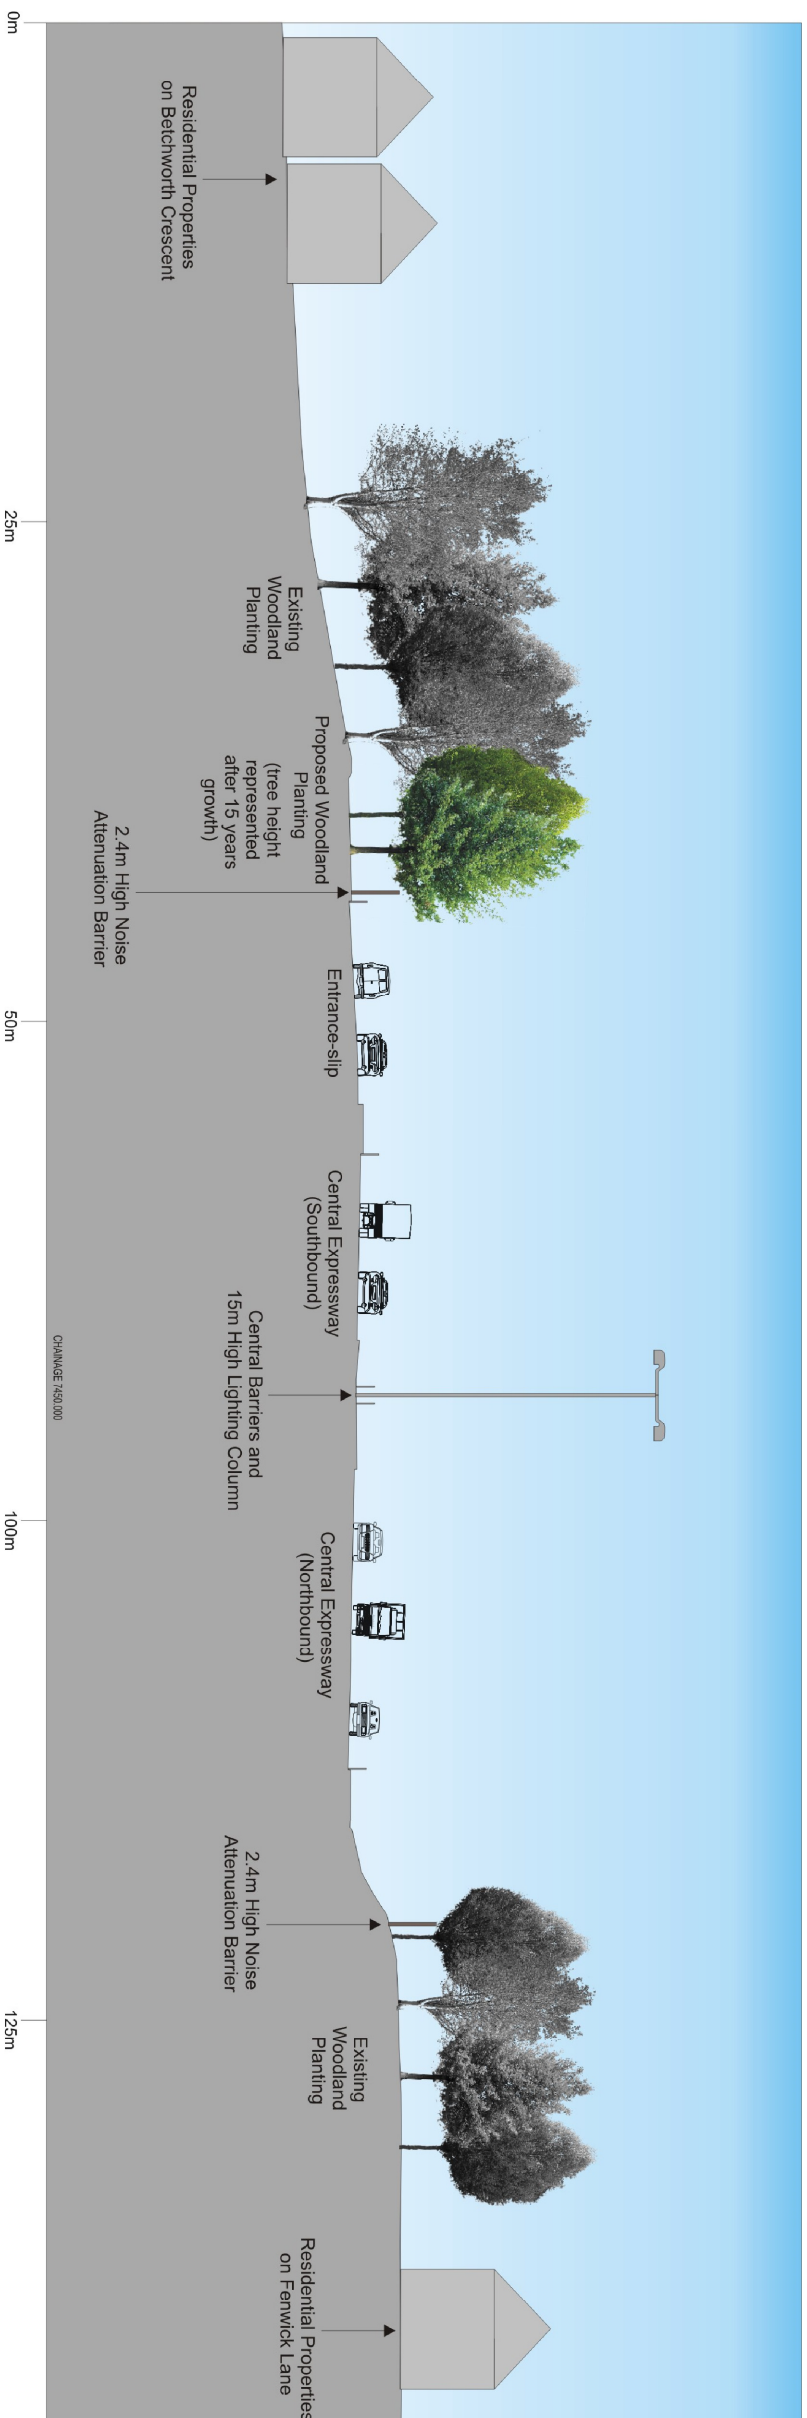 Residential Properties
on Betchworth Crescent
Existing
Woodland
Planting
Proposed Woodland
Planting
(tree height
represented
after 15 years
growth)
2.4m High Noise
Attenuation Barrier
Entrance-slip
Central Expressway
(Southbound)
Central Barriers and
15m High Lighting Column
Central Expressway
(Northbound)
2.4m High Noise
Attenuation Barrier
Existing
Woodland
Planting
Residential Properties
on Fenwick Lane
CHAINAGE 7450.000
0m
25m
50m
100m
125m